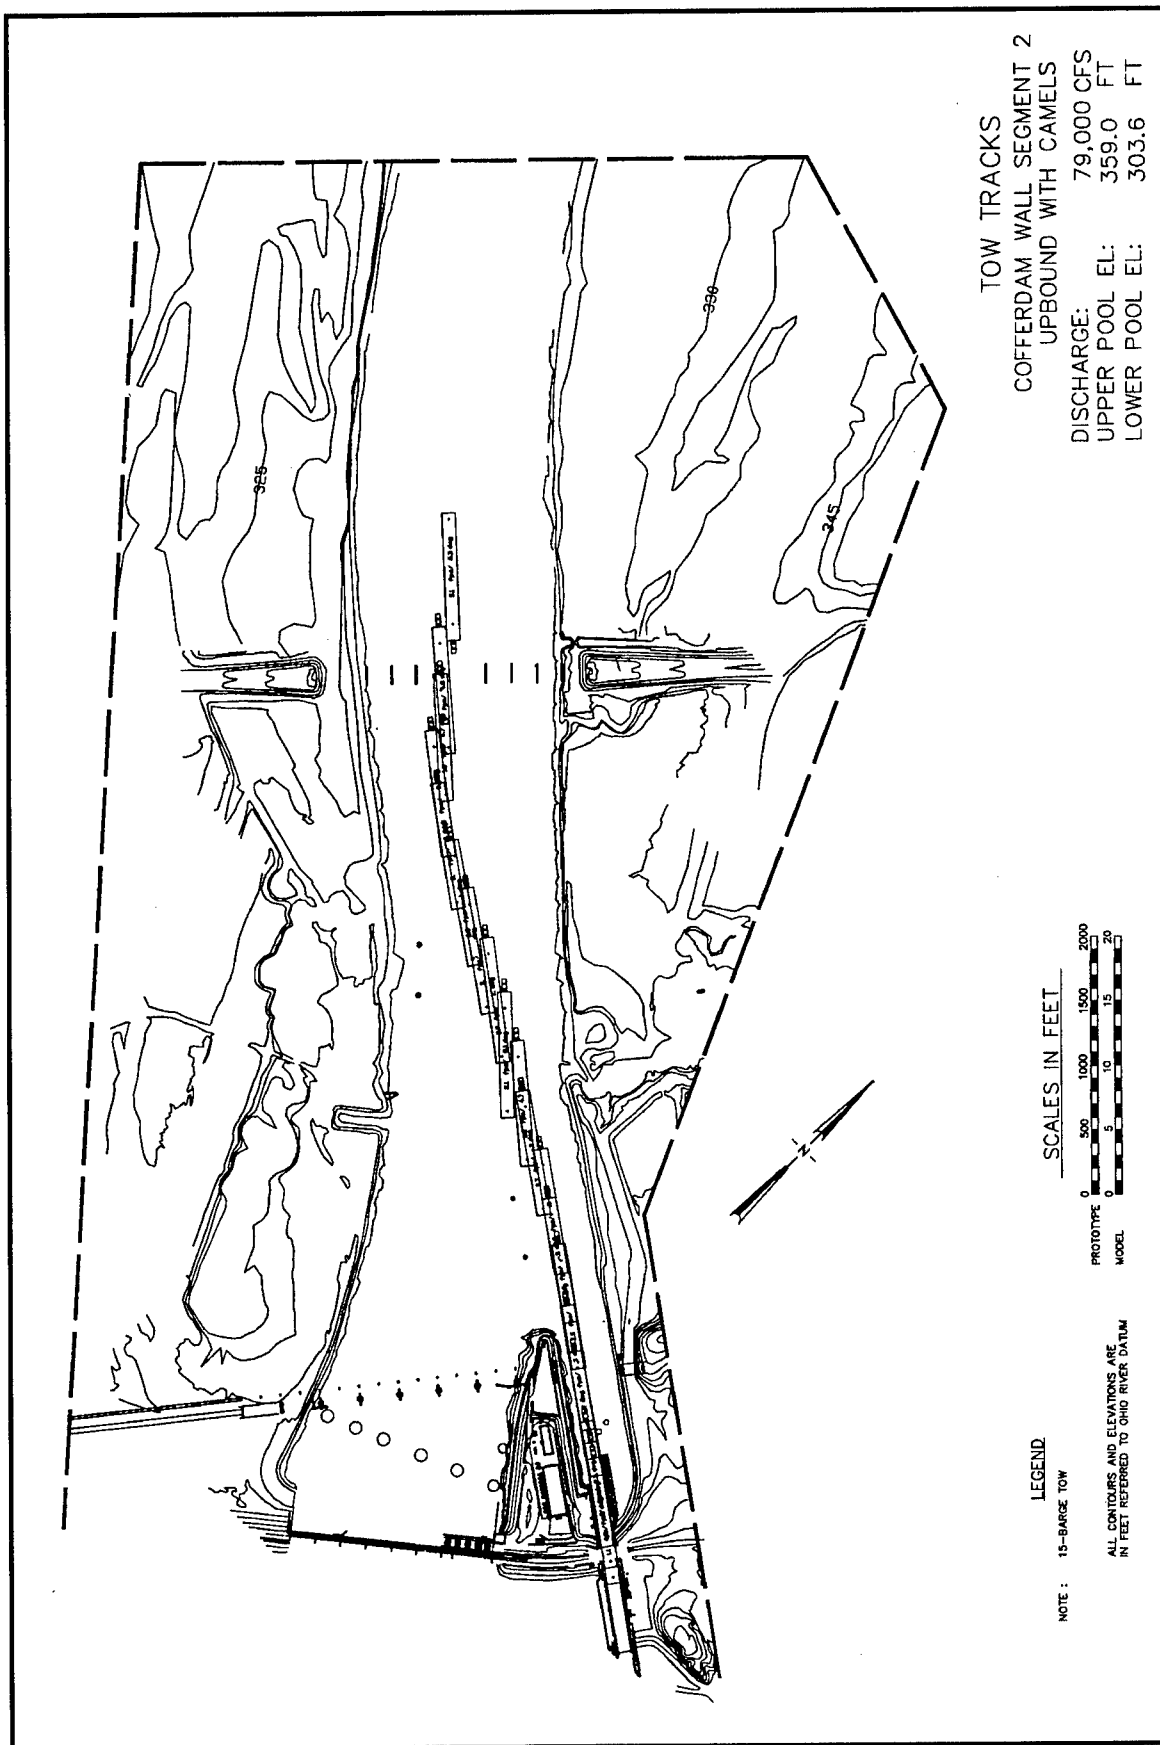 TOW TRACKS
COFFERDAM WALL SEGMENT 2
UPBOUND WITH CAMELS
DISCHARGE: 79,000 CFS
UPPER POOL EL: 359.0 FT
LOWER POOL EL: 303.6 FT
325
330
345
N
SCALES IN FEET
PROTOTYPE 0 500 1000 1500 2000
MODEL 0 5 10 15 20
LEGEND
NOTE : 15-BARGE TOW
ALL CONTOURS AND ELEVATIONS ARE
IN FEET REFERRED TO OHIO RIVER DATUM